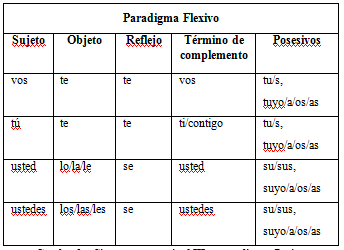 Paradigma Flexivo
Sujeto Objeto Reflejo Término de complemento Posesivos
vos te te vos tu/s, tuyo/a/os/as
tú te te ti/contigo tu/s, tuyo/a/os/as
usted lo/la/le se usted su/sus, suyo/a/os/as
ustedes los/las/les se ustedes su/sus, suyo/a/os/as